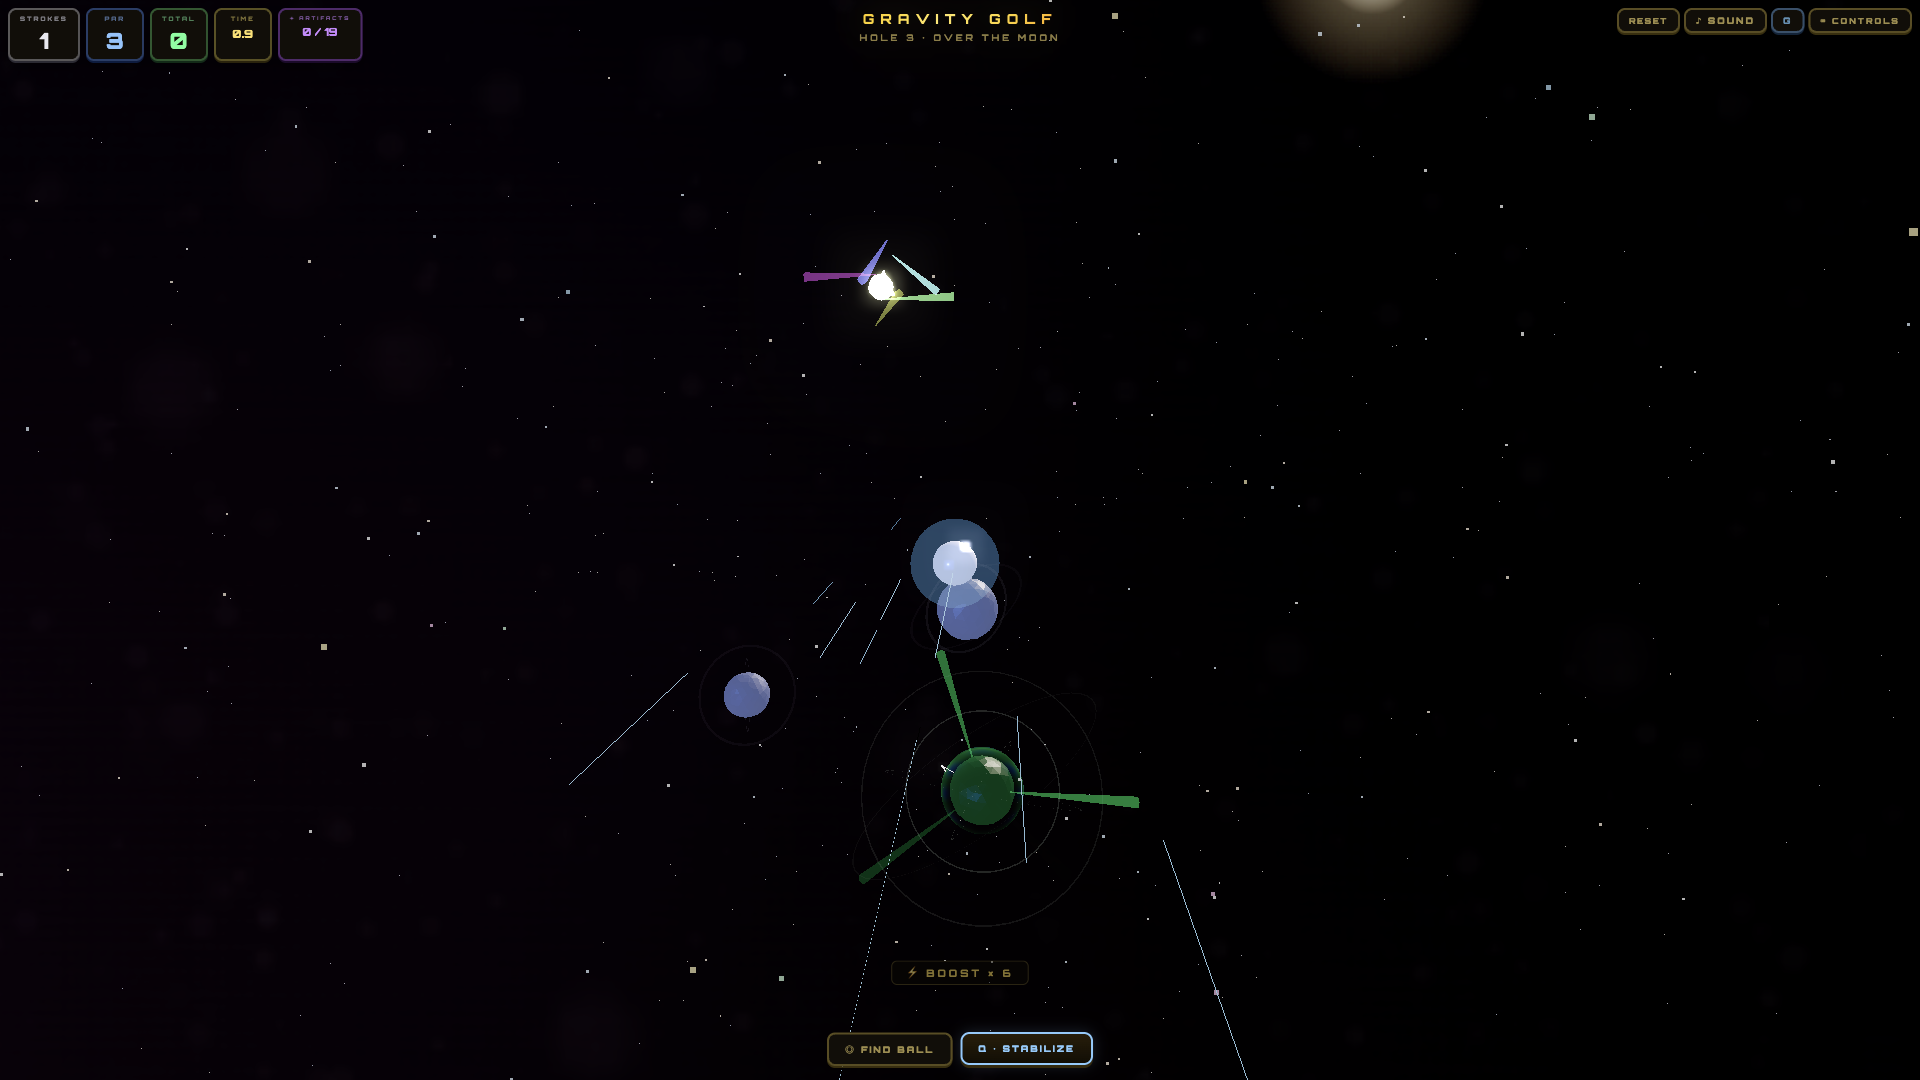 STROKES
1
PAR
3
TOTAL
0
TIME
0.9
ARTIFACTS
0 / 19
GRAVITY GOLF
HOLE 3 · OVER THE MOON
RESET
♪ SOUND
G
CONTROLS
⚡ BOOST × 6
FIND BALL
Q · STABILIZE